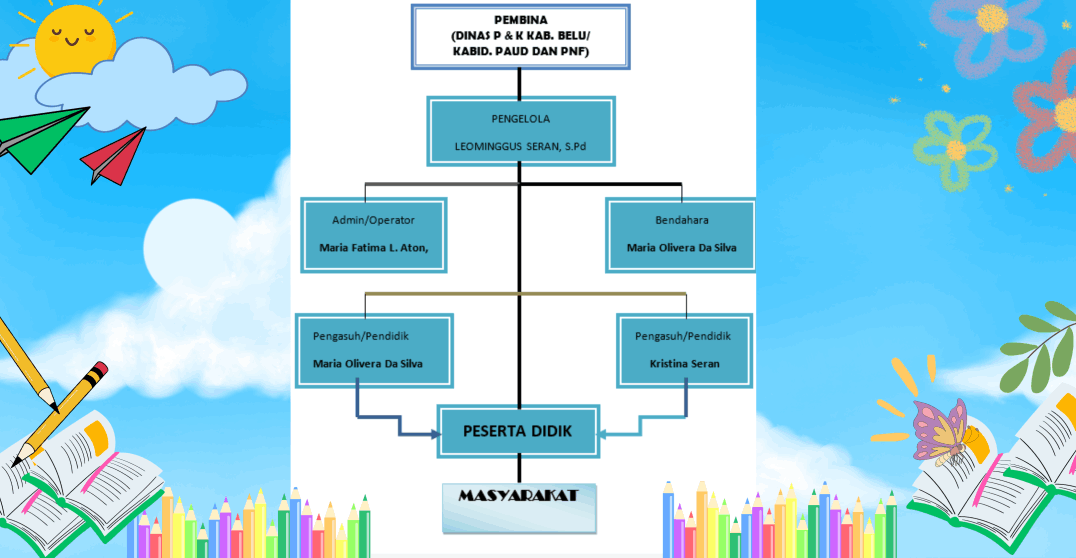 PEMBINA
(DINAS P & K KAB. BELU/
KABID. PAUD DAN PNF)
PENGELOLA
LEOMINGGUS SERAN, S.Pd
Admin/Operator
Maria Fatima L. Aton,
Bendahara
Maria Olivera Da Silva
Pengasuh/Pendidik
Maria Olivera Da Silva
Pengasuh/Pendidik
Kristina Seran
PESERTA DIDIK
MASYARAKAT